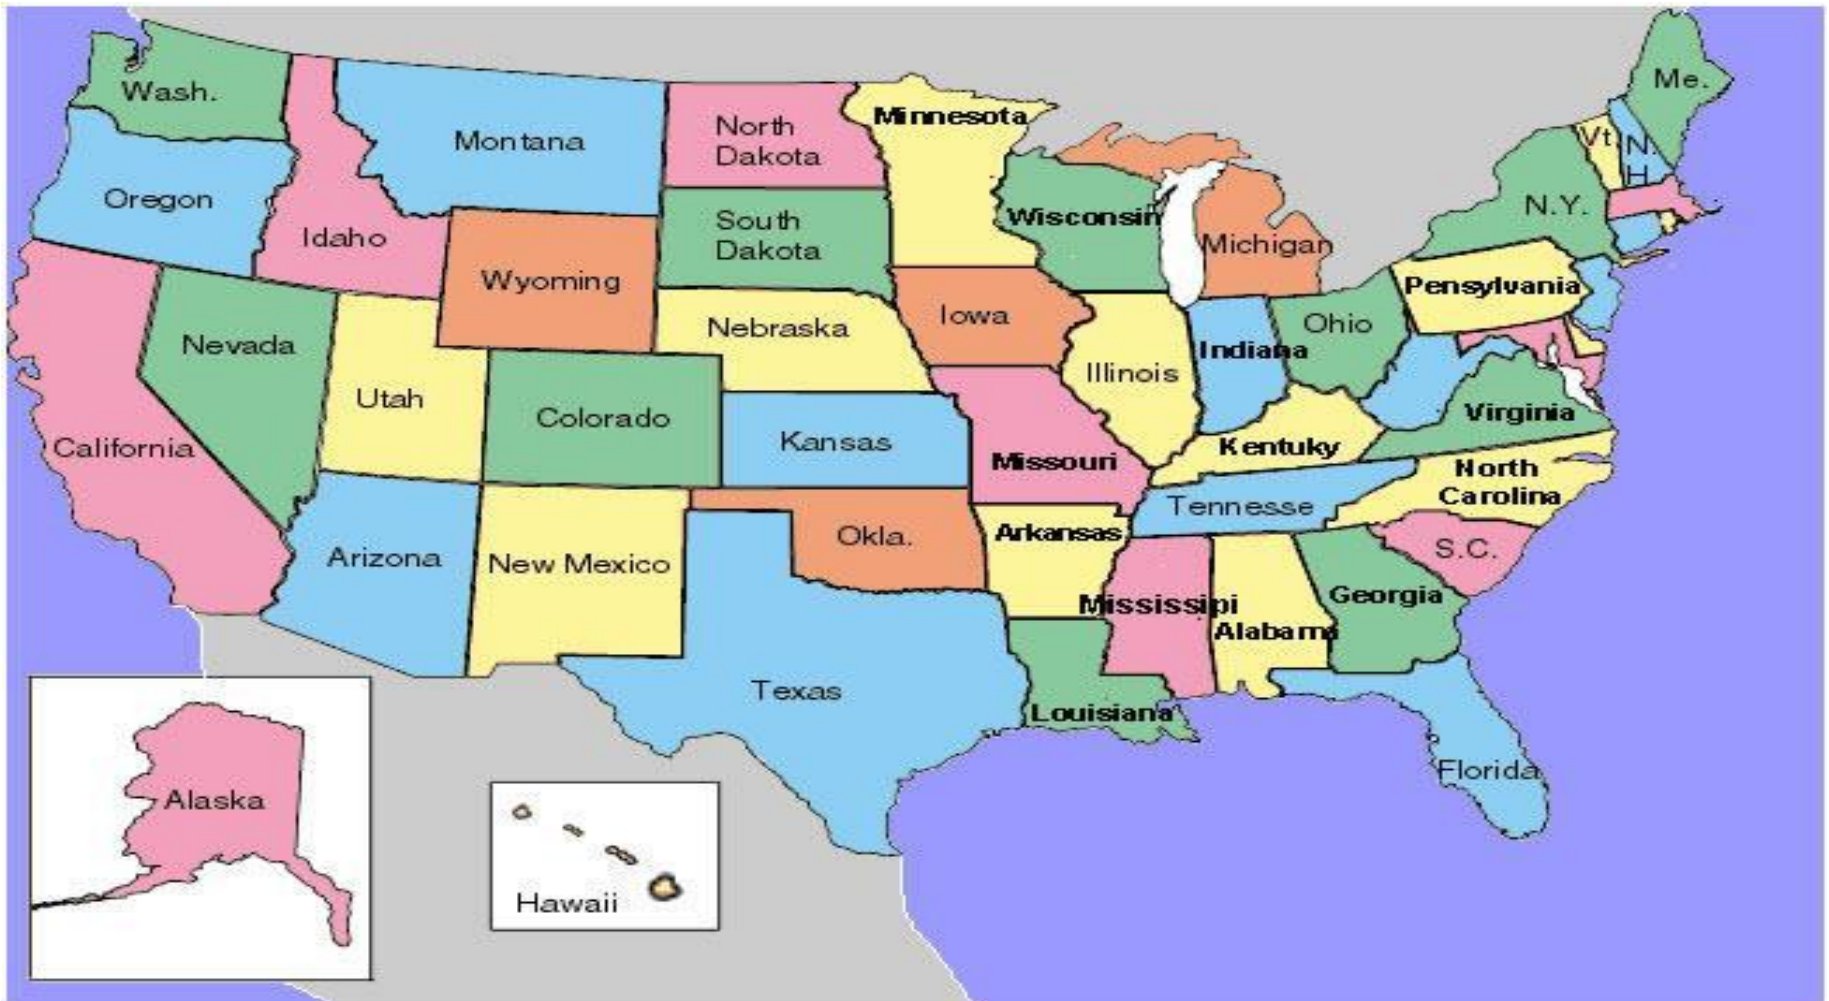 Wash.
Oregon
California
Nevada
Idaho
Montana
Wyoming
Utah
Arizona
Colorado
New Mexico
North
Dakota
South
Dakota
Nebraska
Kansas
Okla.
Texas
Minnesota
Iowa
Missouri
Arkansas
Louisiana
Wisconsin
Illinois
Michigan
Indiana
Ohio
Kentuky
Tennesse
Mississipi
Alabama
Georgia
Florida
S.C.
North
Carolina
Virginia
Pensylvania
N.Y.
Vt.
N.
H.
Me.
Alaska
Hawaii